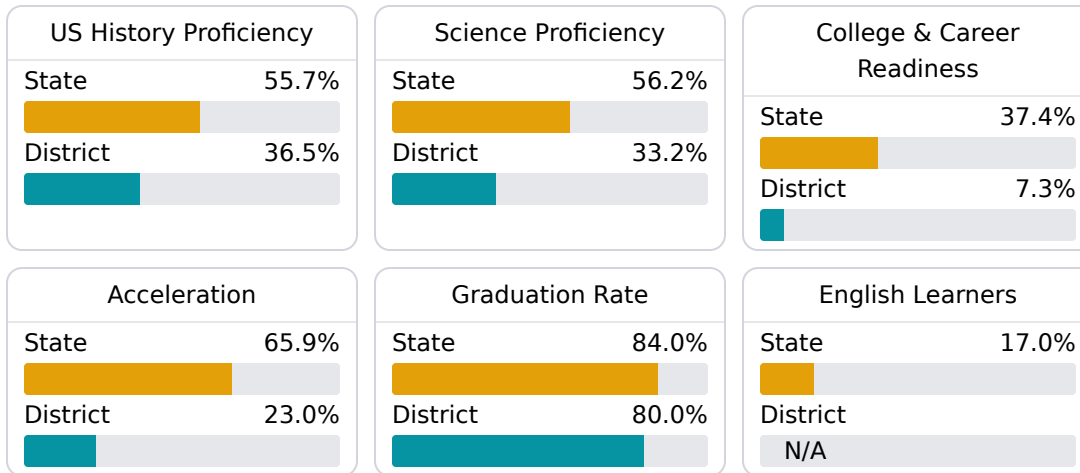 US History Proficiency
State 55.7%
District 36.5%
Science Proficiency
State 56.2%
District 33.2%
College & Career
Readiness
State 37.4%
District 7.3%
Acceleration
State 65.9%
District 23.0%
Graduation Rate
State 84.0%
District 80.0%
English Learners
State 17.0%
District
N/A